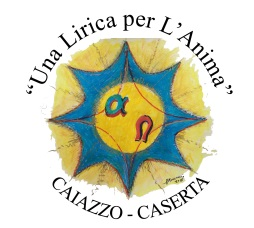 “Una Lirica per L’Anima”
α Ω
CAIAZZO - CASERTA